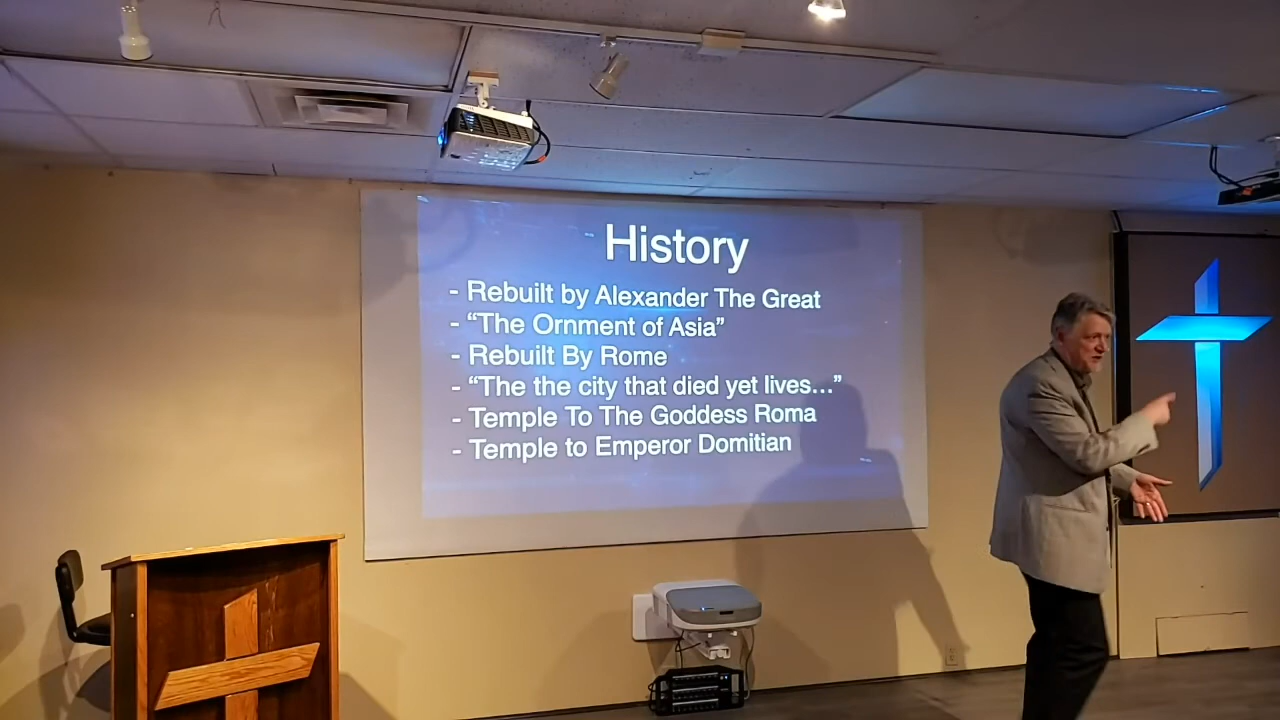 History
- Rebuilt by Alexander The Great
- “The Ornment of Asia”
- Rebuilt By Rome
- “The the city that died yet lives...”
- Temple To The Goddess Roma
- Temple to Emperor Domitian